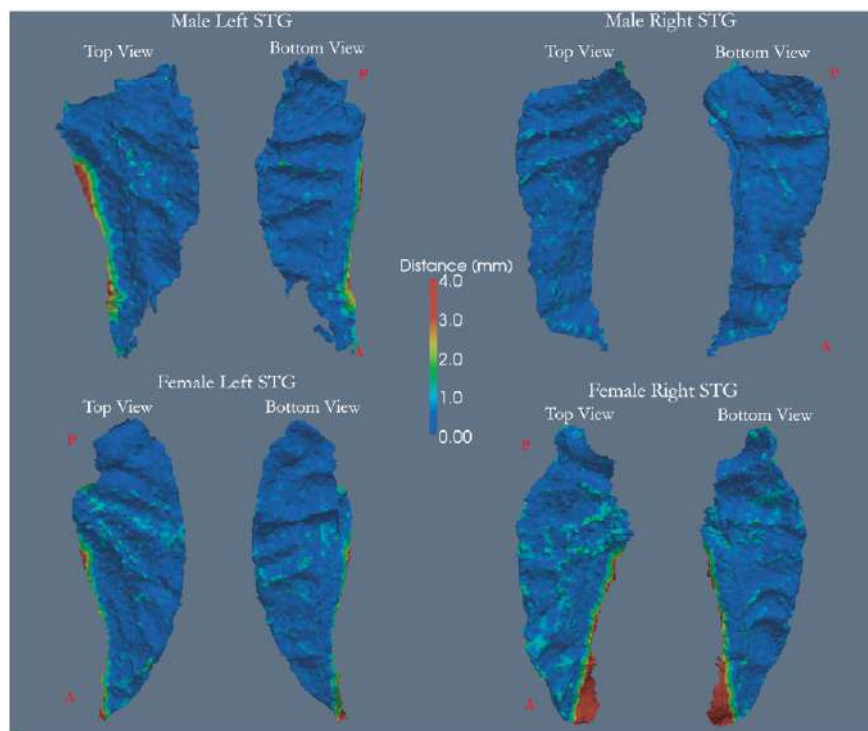 Male Left STG
Top View
Bottom View
P
A
Male Right STG
Top View
Bottom View
P
A
Distance (mm)
4.0
3.0
2.0
1.0
0.00
Female Left STG
Top View
Bottom View
P
A
Female Right STG
Top View
Bottom View
P
A